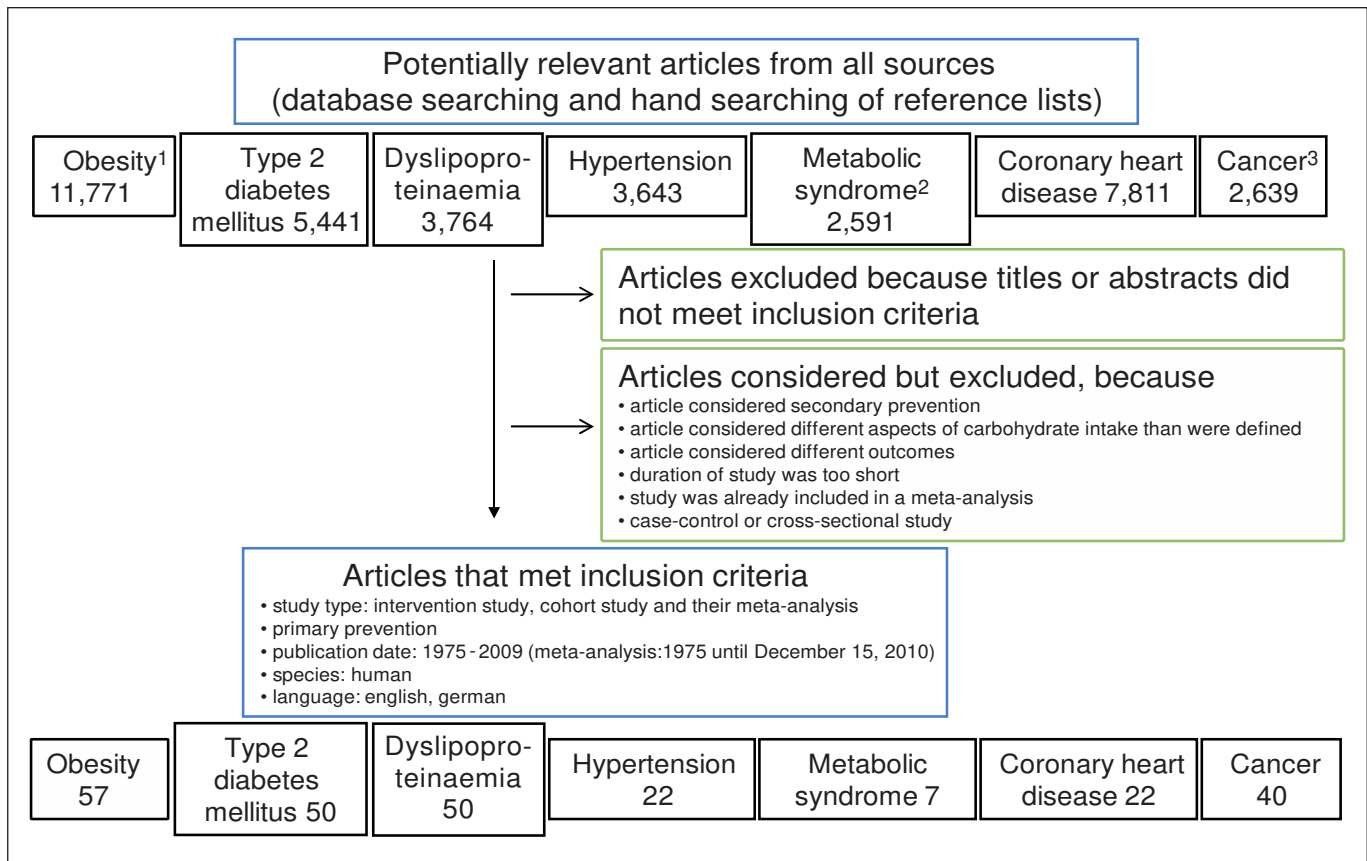 Potentially relevant articles from all sources
(database searching and hand searching of reference lists)
Obesity1
11,771
Type 2
diabetes
mellitus 5,441
Dyslipopro-
teinaemia
3,764
Hypertension
3,643
Metabolic
syndrome2
2,591
Coronary heart
disease 7,811
Cancer3
2,639
Articles excluded because titles or abstracts did
not meet inclusion criteria
Articles considered but excluded, because
• article considered secondary prevention
• article considered different aspects of carbohydrate intake than were defined
• article considered different outcomes
• duration of study was too short
• study was already included in a meta-analysis
• case-control or cross-sectional study
Articles that met inclusion criteria
• study type: intervention study, cohort study and their meta-analysis
• primary prevention
• publication date: 1975 - 2009 (meta-analysis:1975 until December 15, 2010)
• species: human
• language: english, german
Obesity
57
Type 2
diabetes
mellitus 50
Dyslipopro-
teinaemia
50
Hypertension
22
Metabolic
syndrome 7
Coronary heart
disease 22
Cancer
40